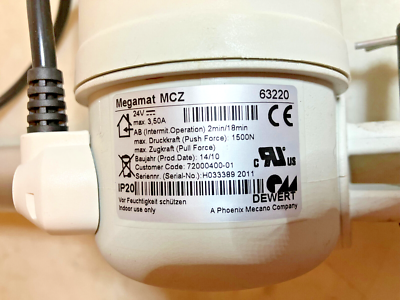 Megamat MCZ 63220
24V
max. 3,50A
AB (Intermit.Operation) 2min/18min
max. Druckkraft (Push Force) 1500N
max. Zugkraft (Pull Force)
Baujahr (Prod Date): 14/10
Customer Code: 72000400-01
Seriennr. (Serial-No): H033389 2011
IP20
Vor Feuchtigkeit schützen
Indoor use only
CE
c us
DEWERT
A Phoenix Mecano Company